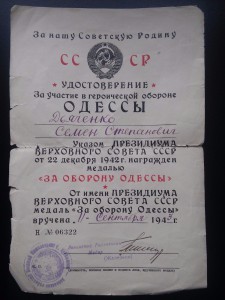 За нашу Советскую Родину
СС СР
УДОСТОВЕРЕНИЕ
За участие в героической обороне
ОДЕССЫ
Дьяченко
Семен Степанович
Указом ПРЕЗИДИУМА
ВЕРХОВНОГО СОВЕТА СССР
от 22 декабря 1942 г. награжден
медалью
«ЗА ОБОРОНУ ОДЕССЫ»
От имени ПРЕЗИДИУМА
ВЕРХОВНОГО СОВЕТА СССР
медаль «За оборону Одессы»
вручена „11“ Сентября 194 г.
Н № 06322